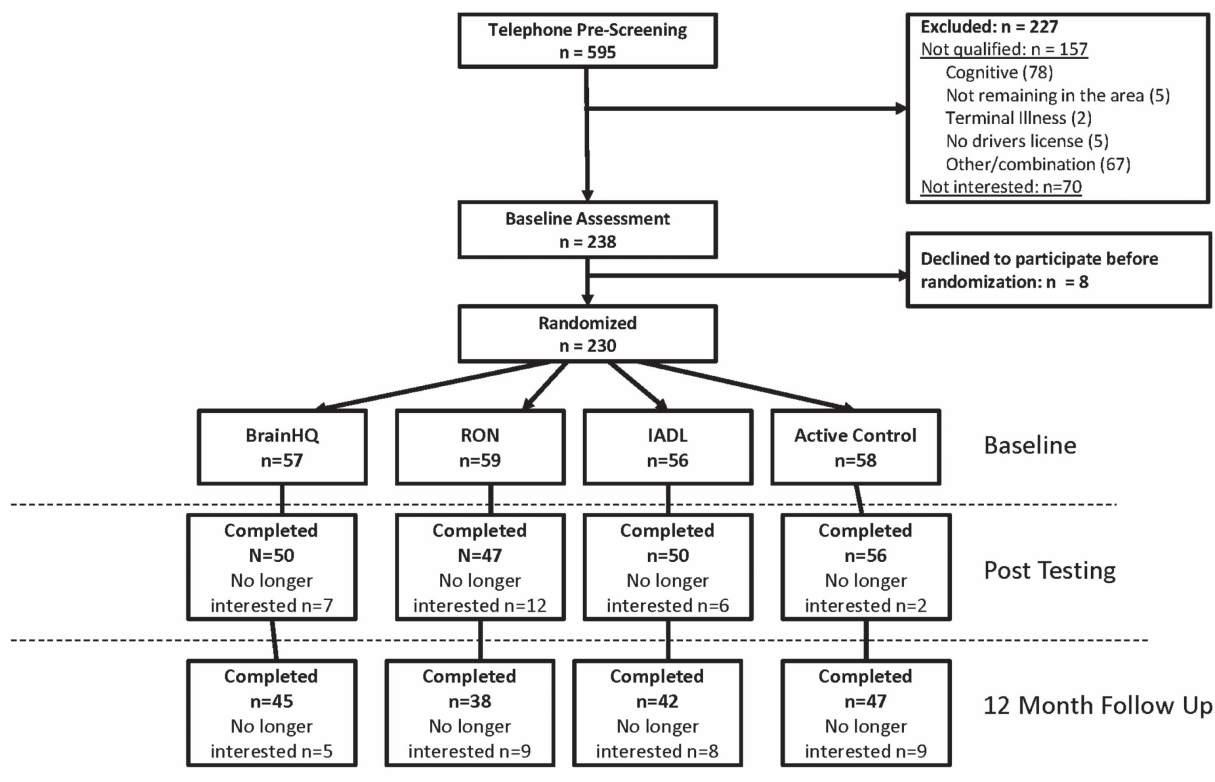 Telephone Pre-Screening
n = 595
Excluded: n = 227
Not qualified: n = 157
Cognitive (78)
Not remaining in the area (5)
Terminal Illness (2)
No drivers license (5)
Other/combination (67)
Not interested: n=70
Baseline Assessment
n = 238
Declined to participate before
randomization: n = 8
Randomized
n = 230
BrainHQ
n=57
RON
n=59
IADL
n=56
Active Control
n=58
Baseline
Completed
N=50
No longer
interested n=7
Completed
N=47
No longer
interested n=12
Completed
n=50
No longer
interested n=6
Completed
n=56
No longer
interested n=2
Post Testing
Completed
n=45
No longer
interested n=5
Completed
n=38
No longer
interested n=9
Completed
n=42
No longer
interested n=8
Completed
n=47
No longer
interested n=9
12 Month Follow Up